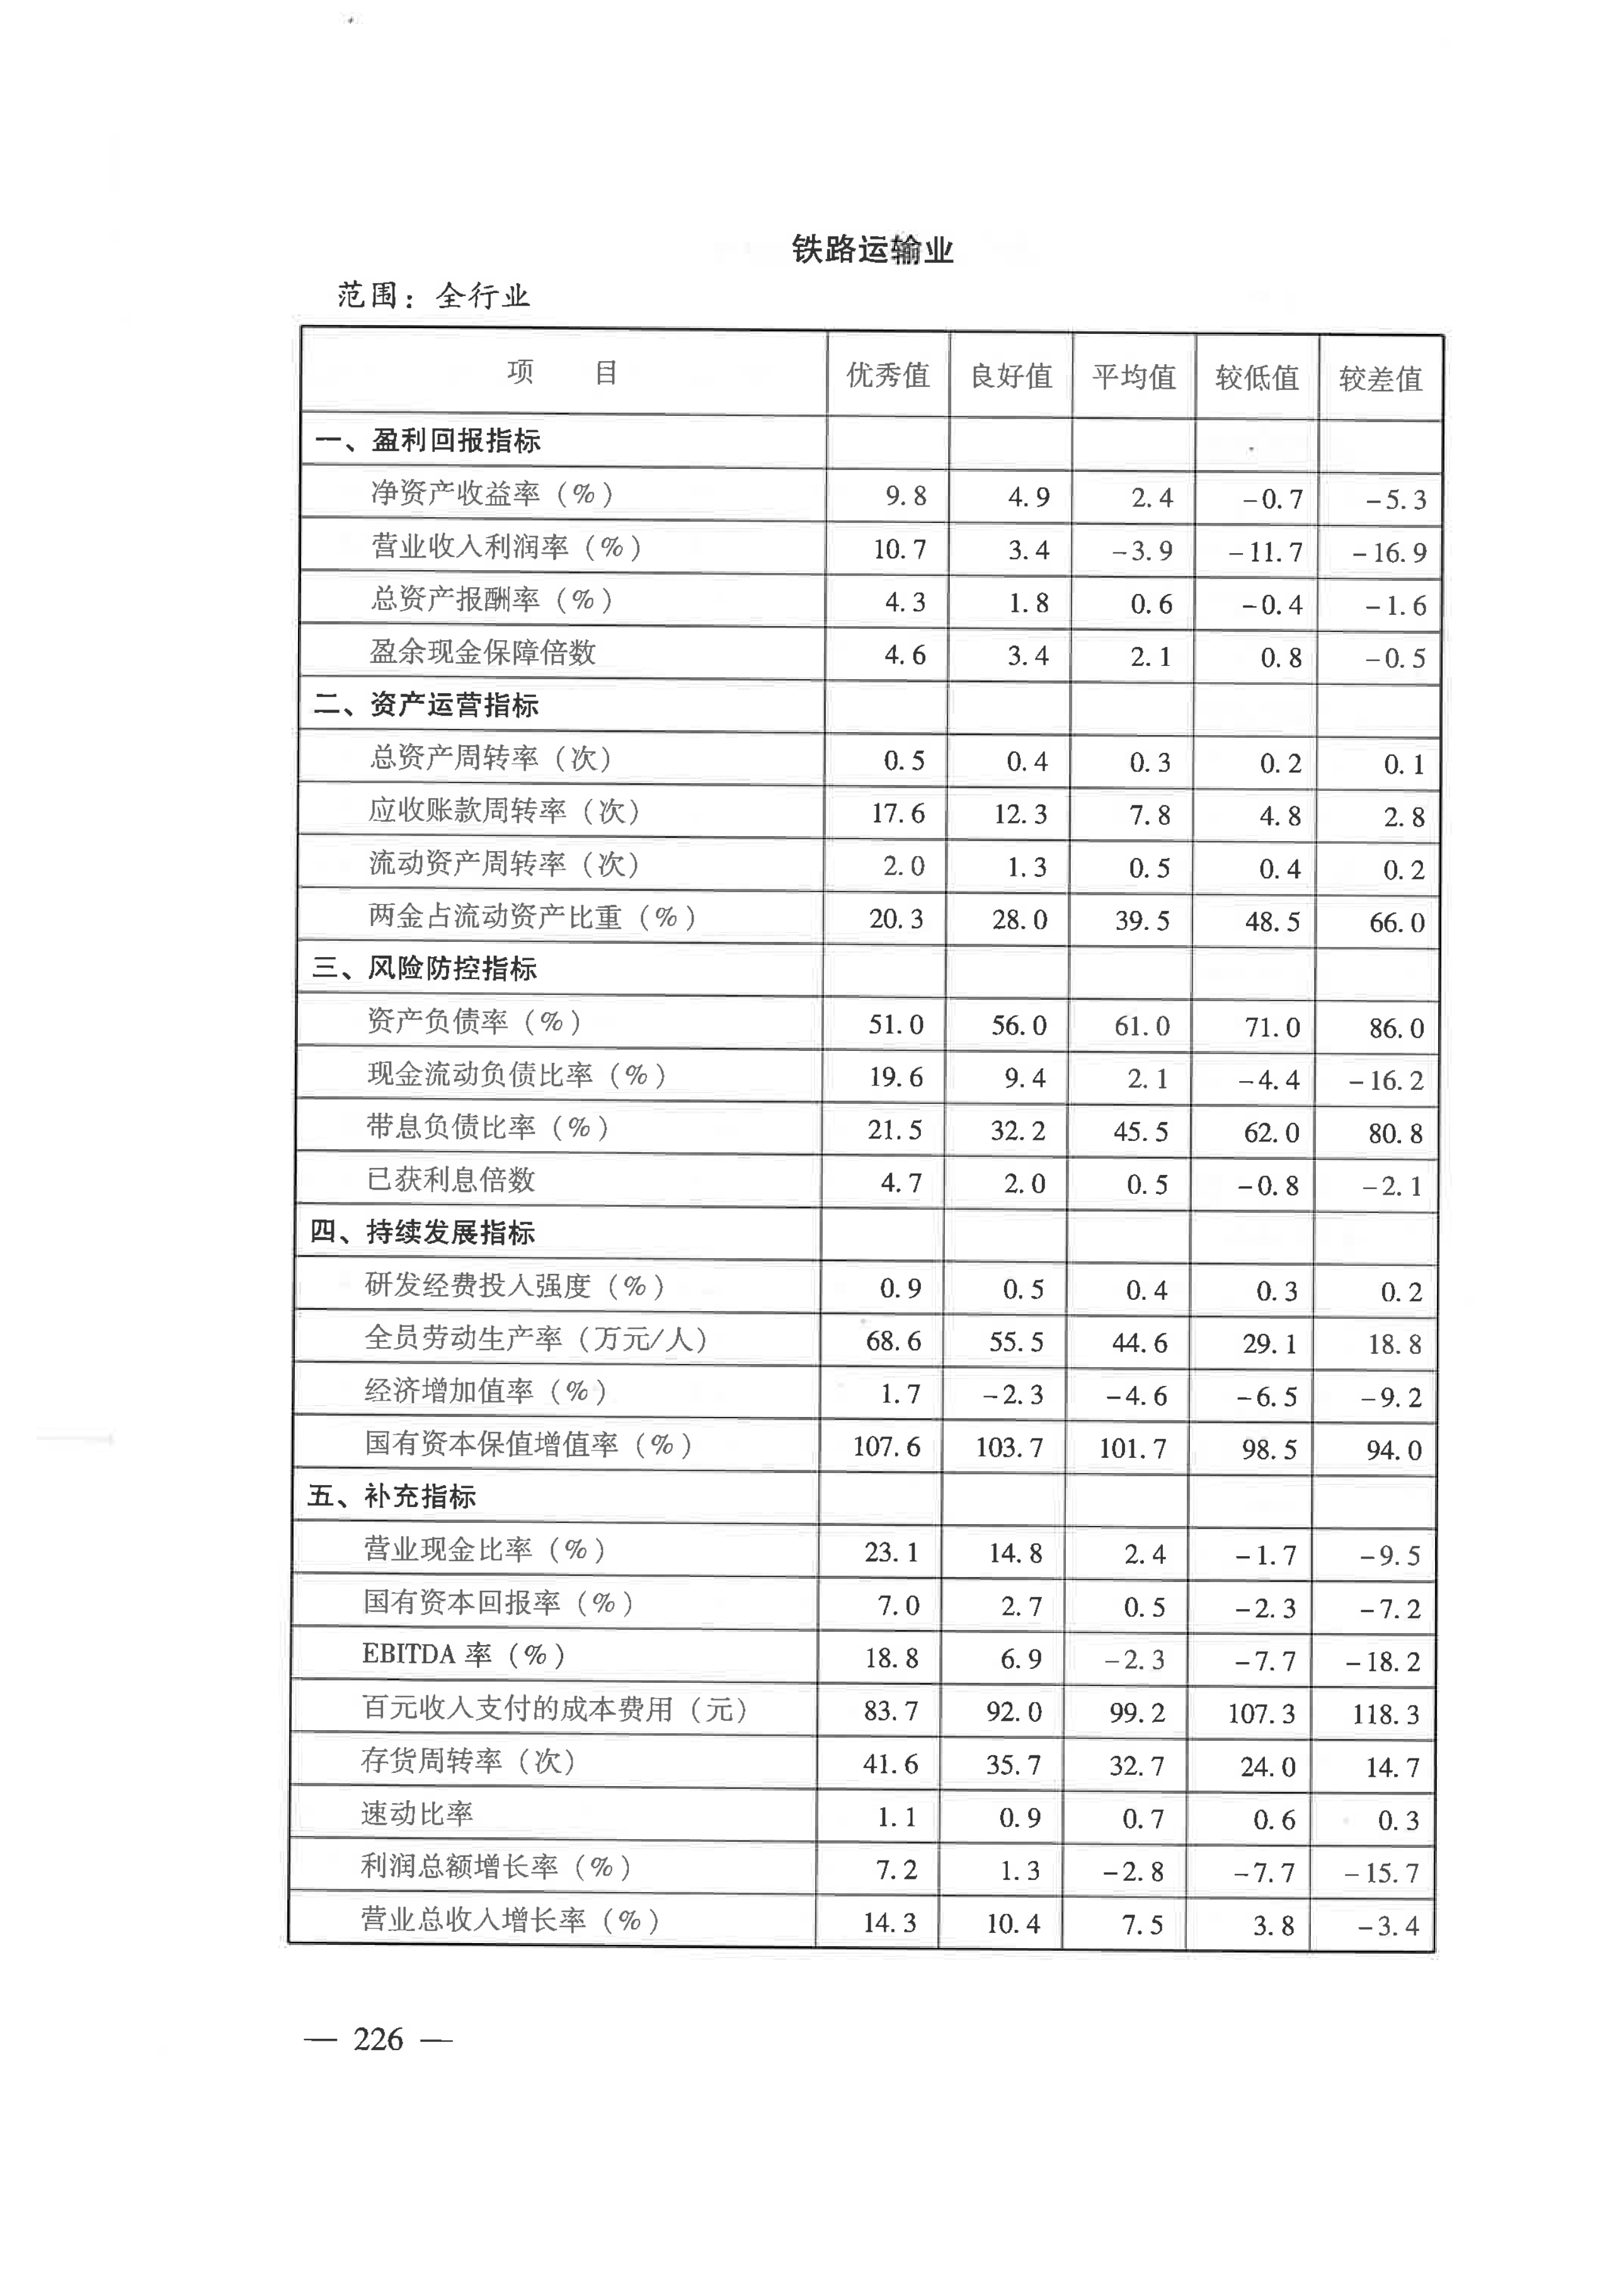 铁路运输业
范围：全行业
项 目 优秀值 良好值 平均值 较低值 较差值
一、盈利回报指标
净资产收益率（%） 9.8 4.9 2.4 -0.7 -5.3
营业收入利润率（%） 10.7 3.4 -3.9 -11.7 -16.9
总资产报酬率（%） 4.3 1.8 0.6 -0.4 -1.6
盈余现金保障倍数 4.6 3.4 2.1 0.8 -0.5
二、资产运营指标
总资产周转率（次） 0.5 0.4 0.3 0.2 0.1
应收账款周转率（次） 17.6 12.3 7.8 4.8 2.8
流动资产周转率（次） 2.0 1.3 0.5 0.4 0.2
两金占流动资产比重（%） 20.3 28.0 39.5 48.5 66.0
三、风险防控指标
资产负债率（%） 51.0 56.0 61.0 71.0 86.0
现金流动负债比率（%） 19.6 9.4 2.1 -4.4 -16.2
带息负债比率（%） 21.5 32.2 45.5 62.0 80.8
已获利息倍数 4.7 2.0 0.5 -0.8 -2.1
四、持续发展指标
研发经费投入强度（%） 0.9 0.5 0.4 0.3 0.2
全员劳动生产率（万元/人） 68.6 55.5 44.6 29.1 18.8
经济增加值率（%） 1.7 -2.3 -4.6 -6.5 -9.2
国有资本保值增值率（%） 107.6 103.7 101.7 98.5 94.0
五、补充指标
营业现金比率（%） 23.1 14.8 2.4 -1.7 -9.5
国有资本回报率（%） 7.0 2.7 0.5 -2.3 -7.2
EBITDA 率（%） 18.8 6.9 -2.3 -7.7 -18.2
百元收入支付的成本费用（元） 83.7 92.0 99.2 107.3 118.3
存货周转率（次） 41.6 35.7 32.7 24.0 14.7
速动比率 1.1 0.9 0.7 0.6 0.3
利润总额增长率（%） 7.2 1.3 -2.8 -7.7 -15.7
营业总收入增长率（%） 14.3 10.4 7.5 3.8 -3.4
— 226 —